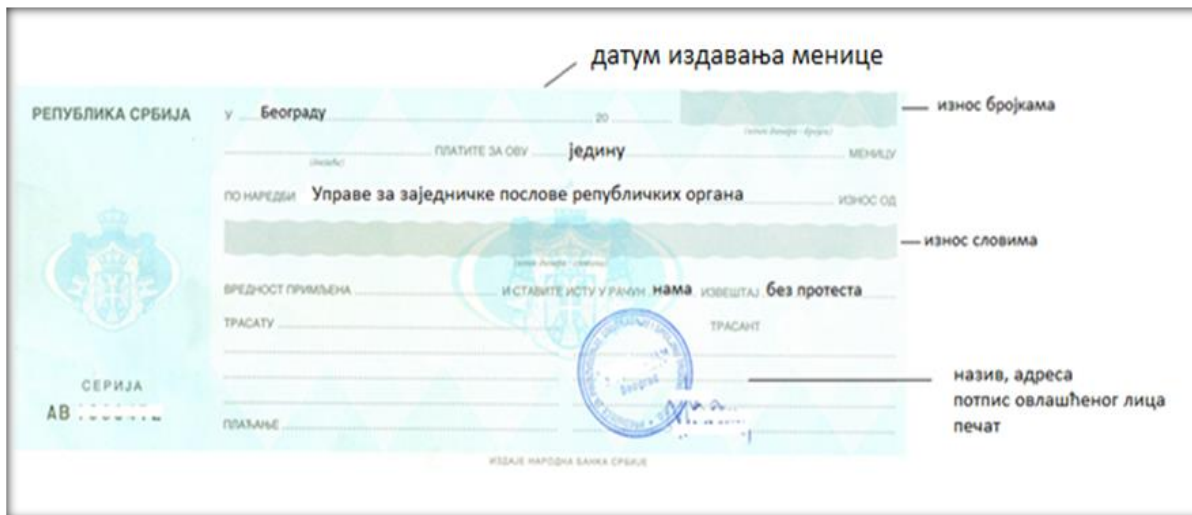 датум издавања менице
РЕПУБЛИКА СРБИЈА У Београду 20 износ бројкама
ПЛАТИТЕ ЗА ОВУ једину МЕНИЦУ
ПО НАРЕДБИ Управе за заједничке послове републичких органа ИЗНОС ОД
износ словима
ВРЕДНОСТ ПРИМЉЕНА И СТАВИТЕ ИСТУ У РАЧУН нама ИЗВЕШТАЈ без протеста
ТРАСАТУ ТРАСАНТ
Beograd
СЕРИЈА
АВ
назив, адреса
потпис овлашћеног лица
печат
ПЛАЋАЊЕ
ИЗДАЈЕ НАРОДНА БАНКА СРБИЈЕ